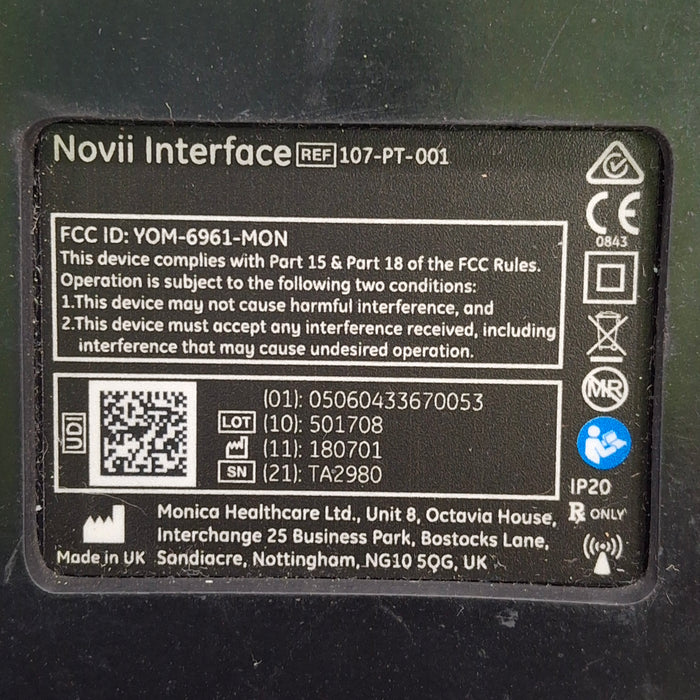 Novii Interface REF 107-PT-001
CE
0843
FCC ID: YOM-6961-MON
This device complies with Part 15 & Part 18 of the FCC Rules.
Operation is subject to the following two conditions:
1.This device may not cause harmful interference, and
2.This device must accept any interference received, including
interference that may cause undesired operation.
MR
UDI
(01): 05060433670053
LOT (10): 501708
(11): 180701
SN (21): TA2980
IP20
Rx ONLY
Monica Healthcare Ltd., Unit 8, Octavia House,
Interchange 25 Business Park, Bostocks Lane,
Made in UK Sandiacre, Nottingham, NG10 5QG, UK